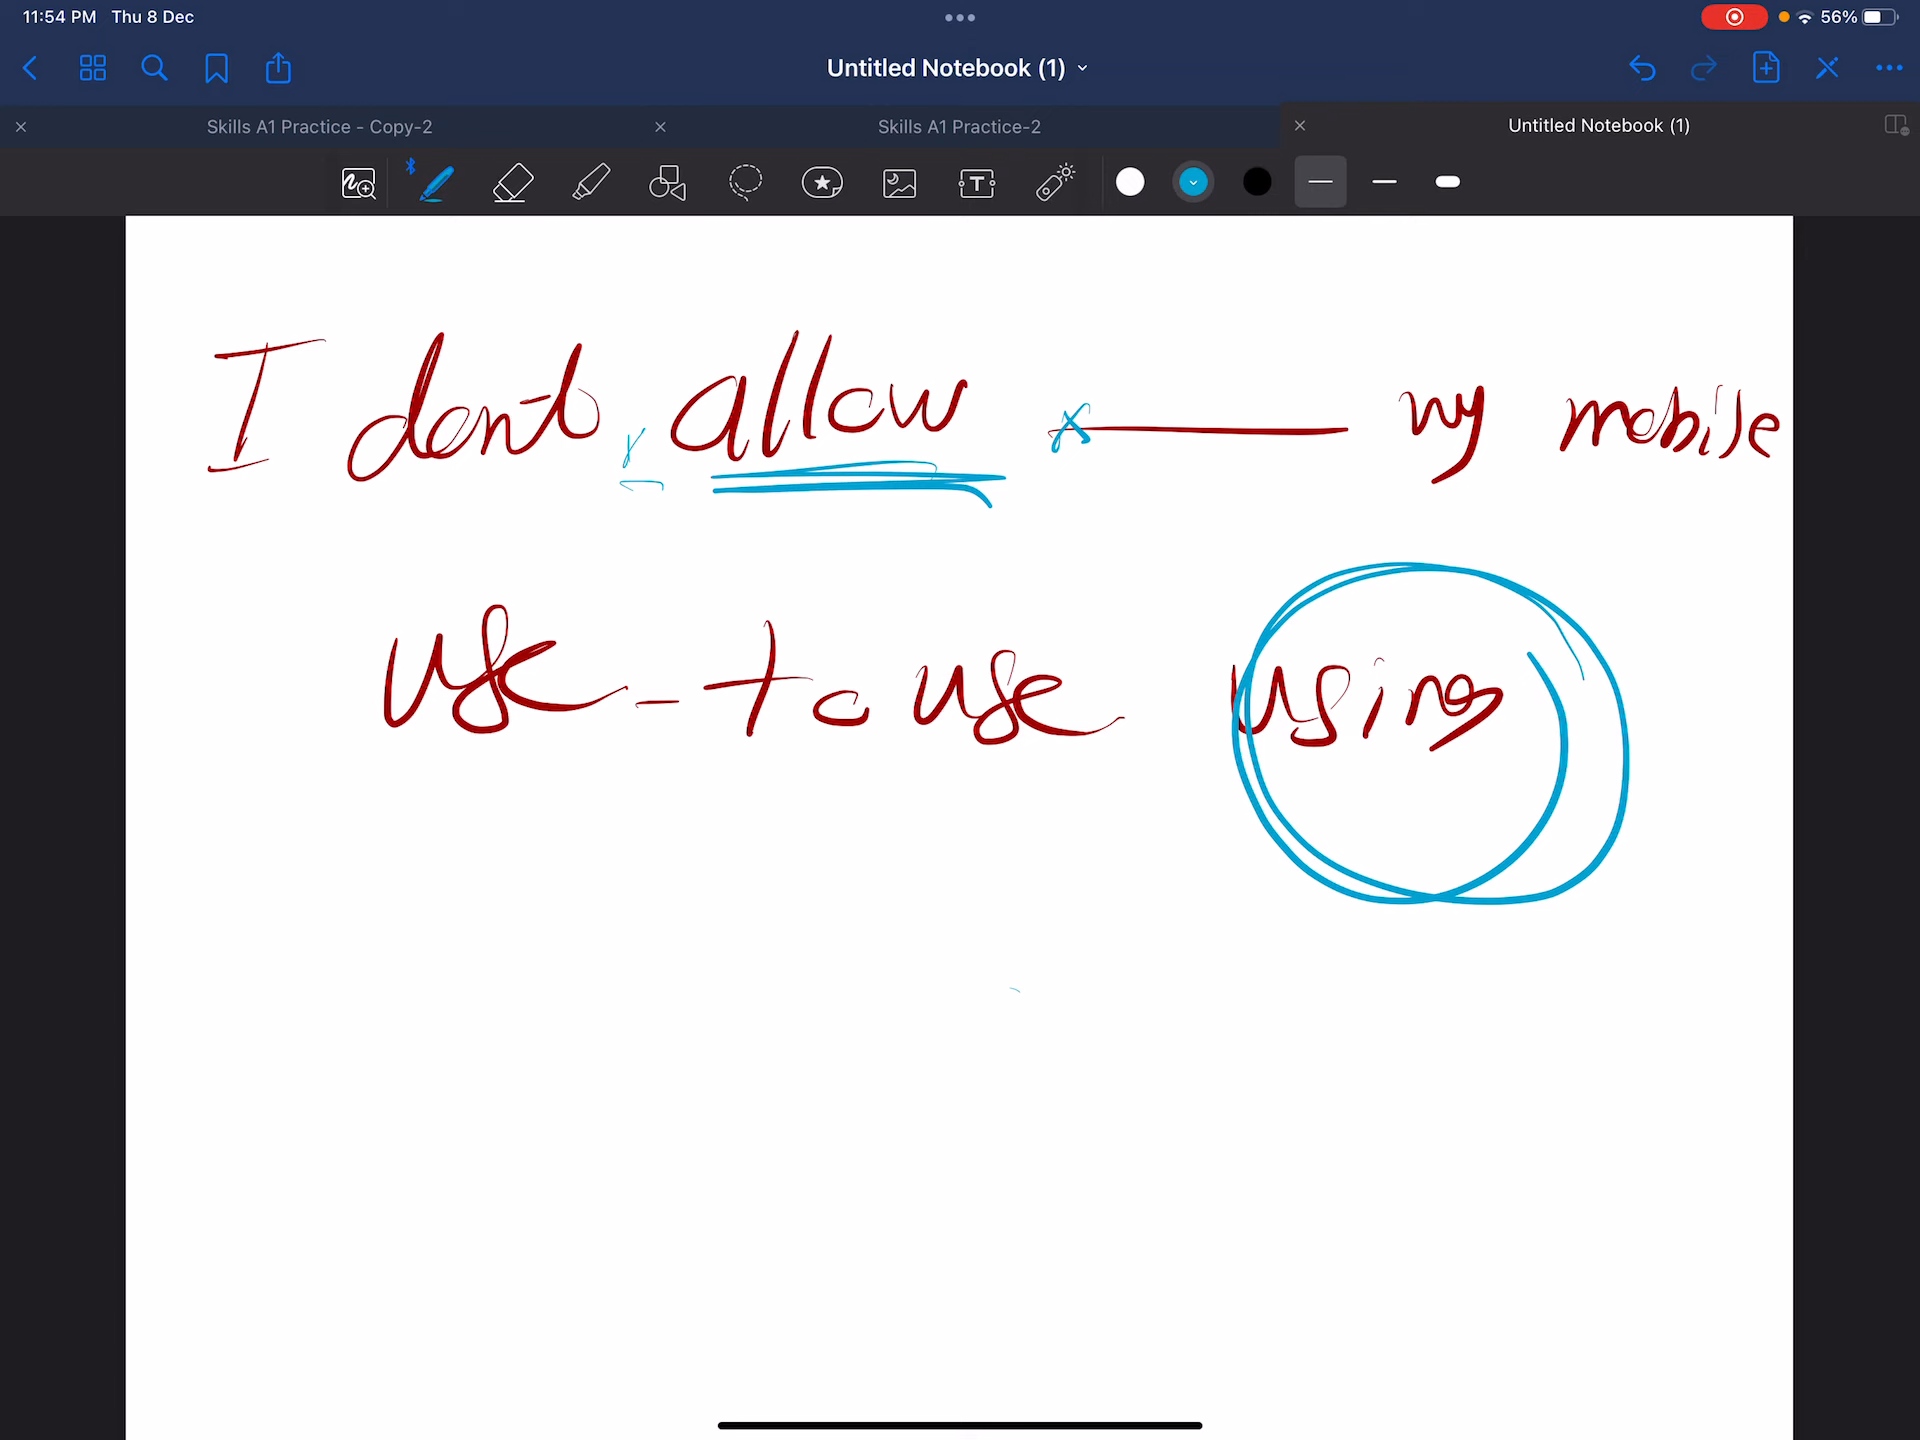 11:54 PM Thu 8 Dec 56%
Untitled Notebook (1)
Skills A1 Practice - Copy-2 Skills A1 Practice-2 Untitled Notebook (1)
I dont allow ____ my mobile
use - to use using